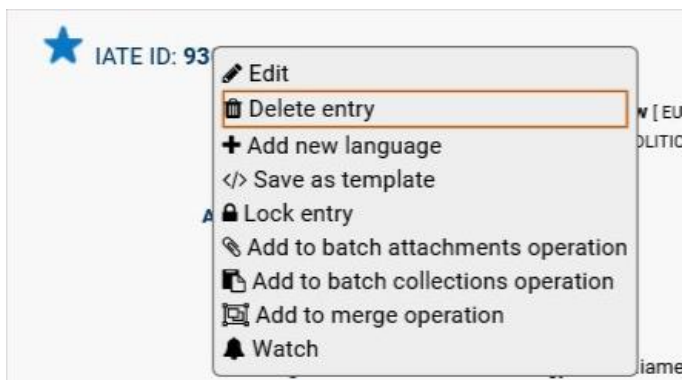 IATE ID: 93
Edit
Delete entry
[ EU
Add new language
Save as template
Lock entry
Add to batch attachments operation
Add to batch collections operation
Add to merge operation
Watch